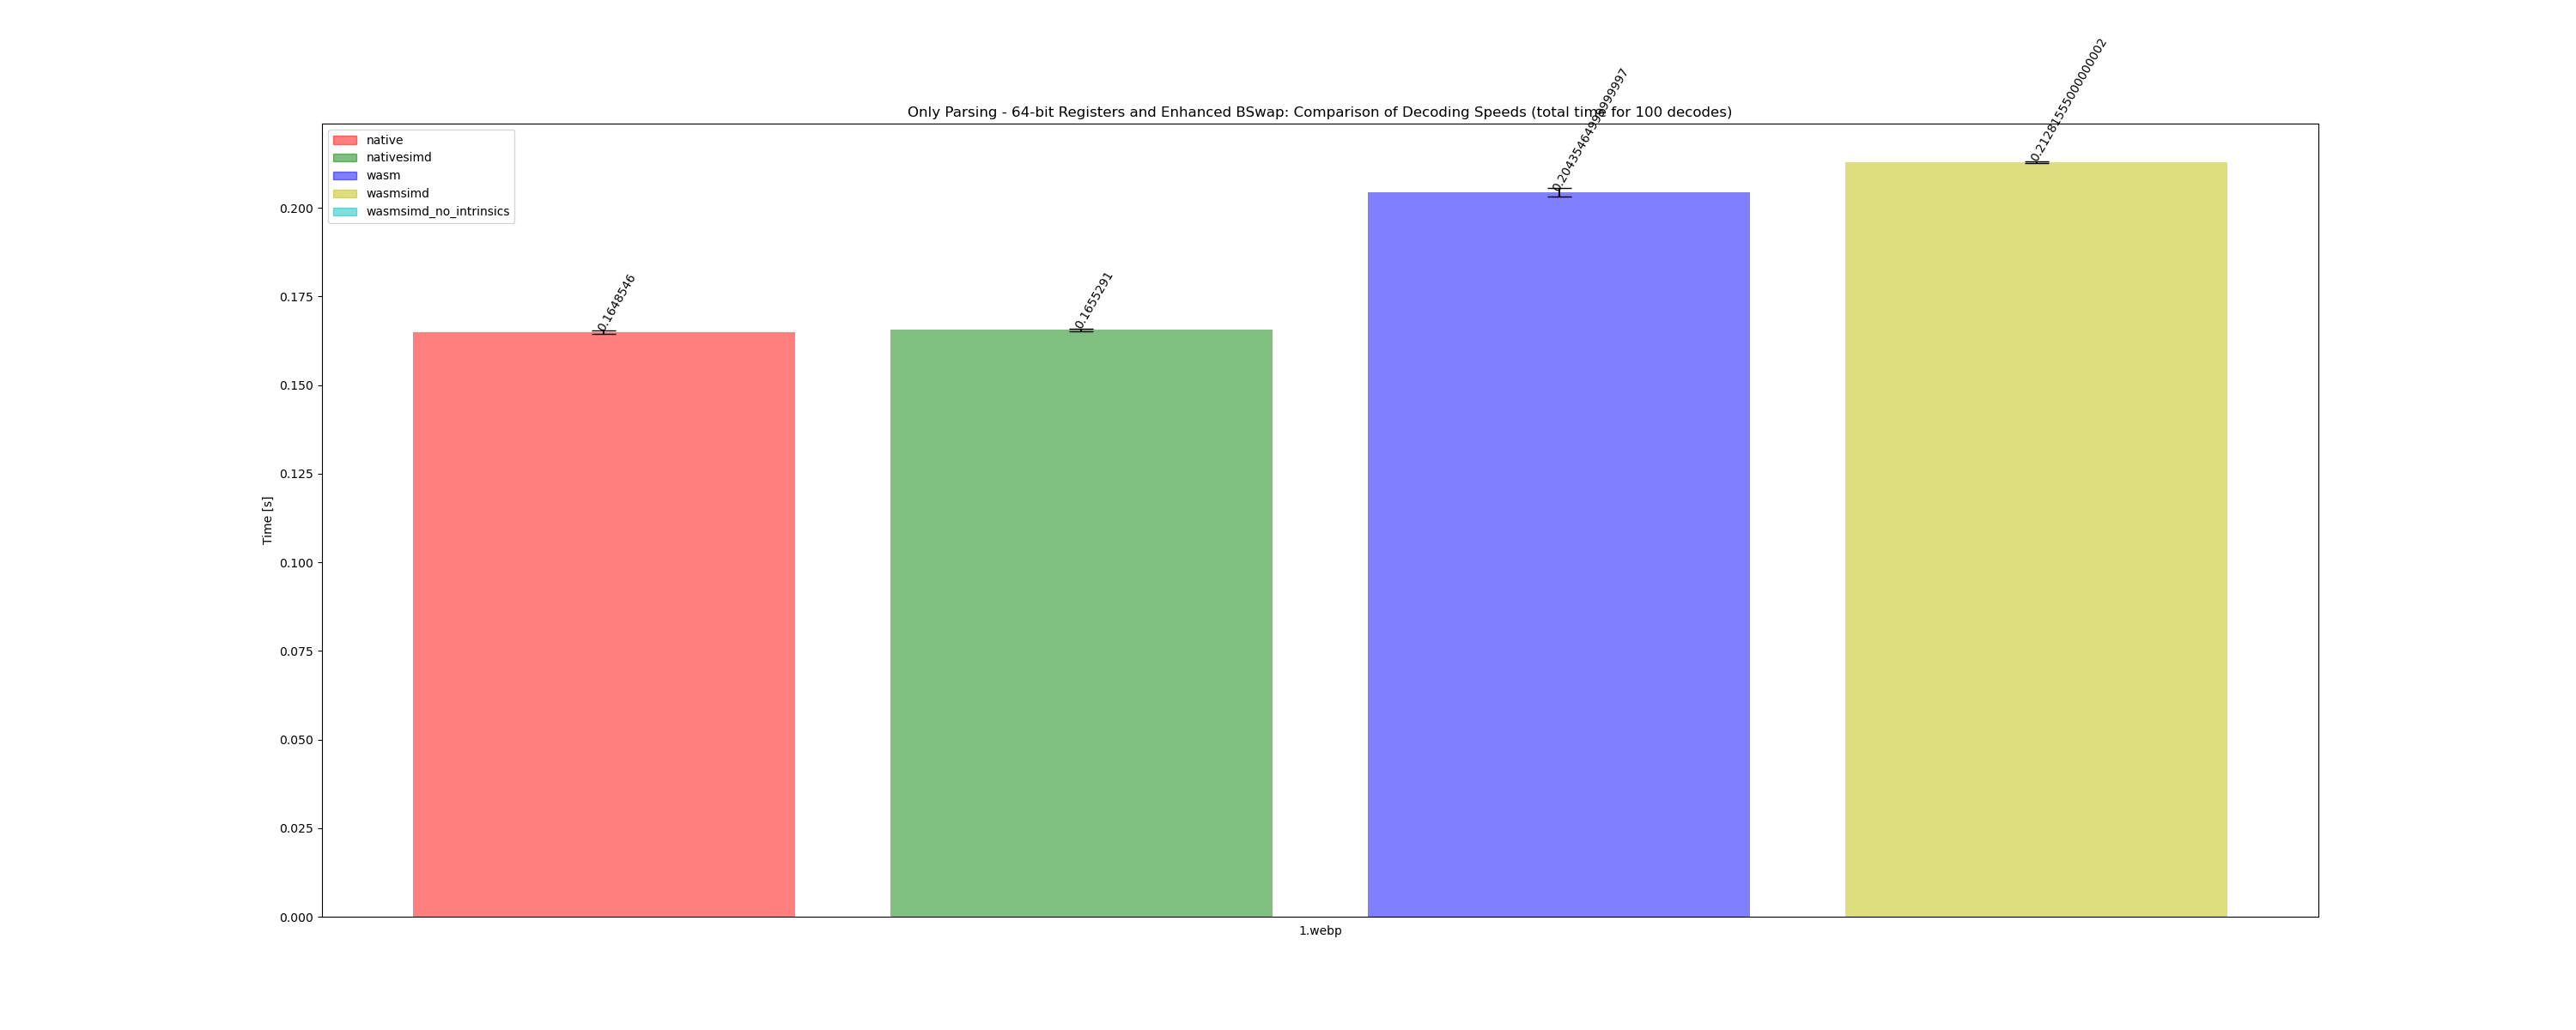 Only Parsing - 64-bit Registers and Enhanced BSwap: Comparison of Decoding Speeds (total time for 100 decodes)
native
nativesimd
wasm
wasmsimd
wasmsimd_no_intrinsics
0.1648546
0.1655291
0.21281555000000002
0.200
0.175
0.150
0.125
0.100
0.075
0.050
0.025
0.000
Time [s]
1.webp